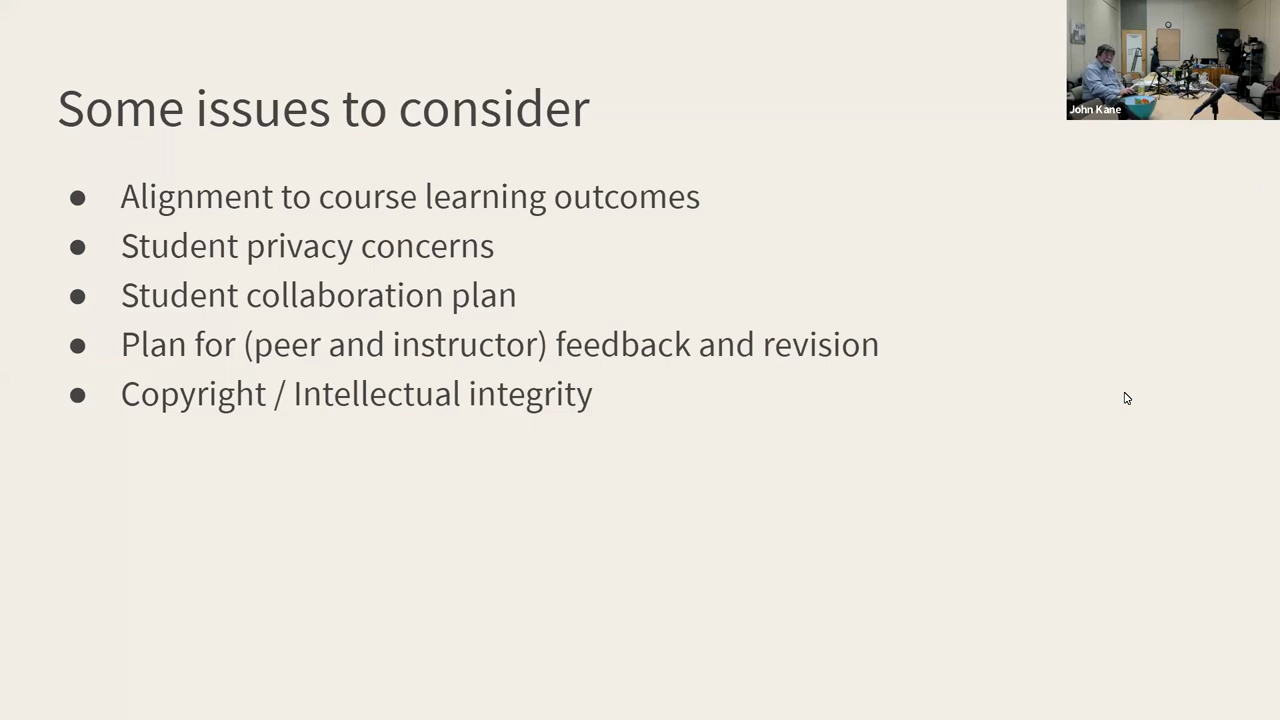 Some issues to consider
● Alignment to course learning outcomes
● Student privacy concerns
● Student collaboration plan
● Plan for (peer and instructor) feedback and revision
● Copyright / Intellectual integrity
John Kane